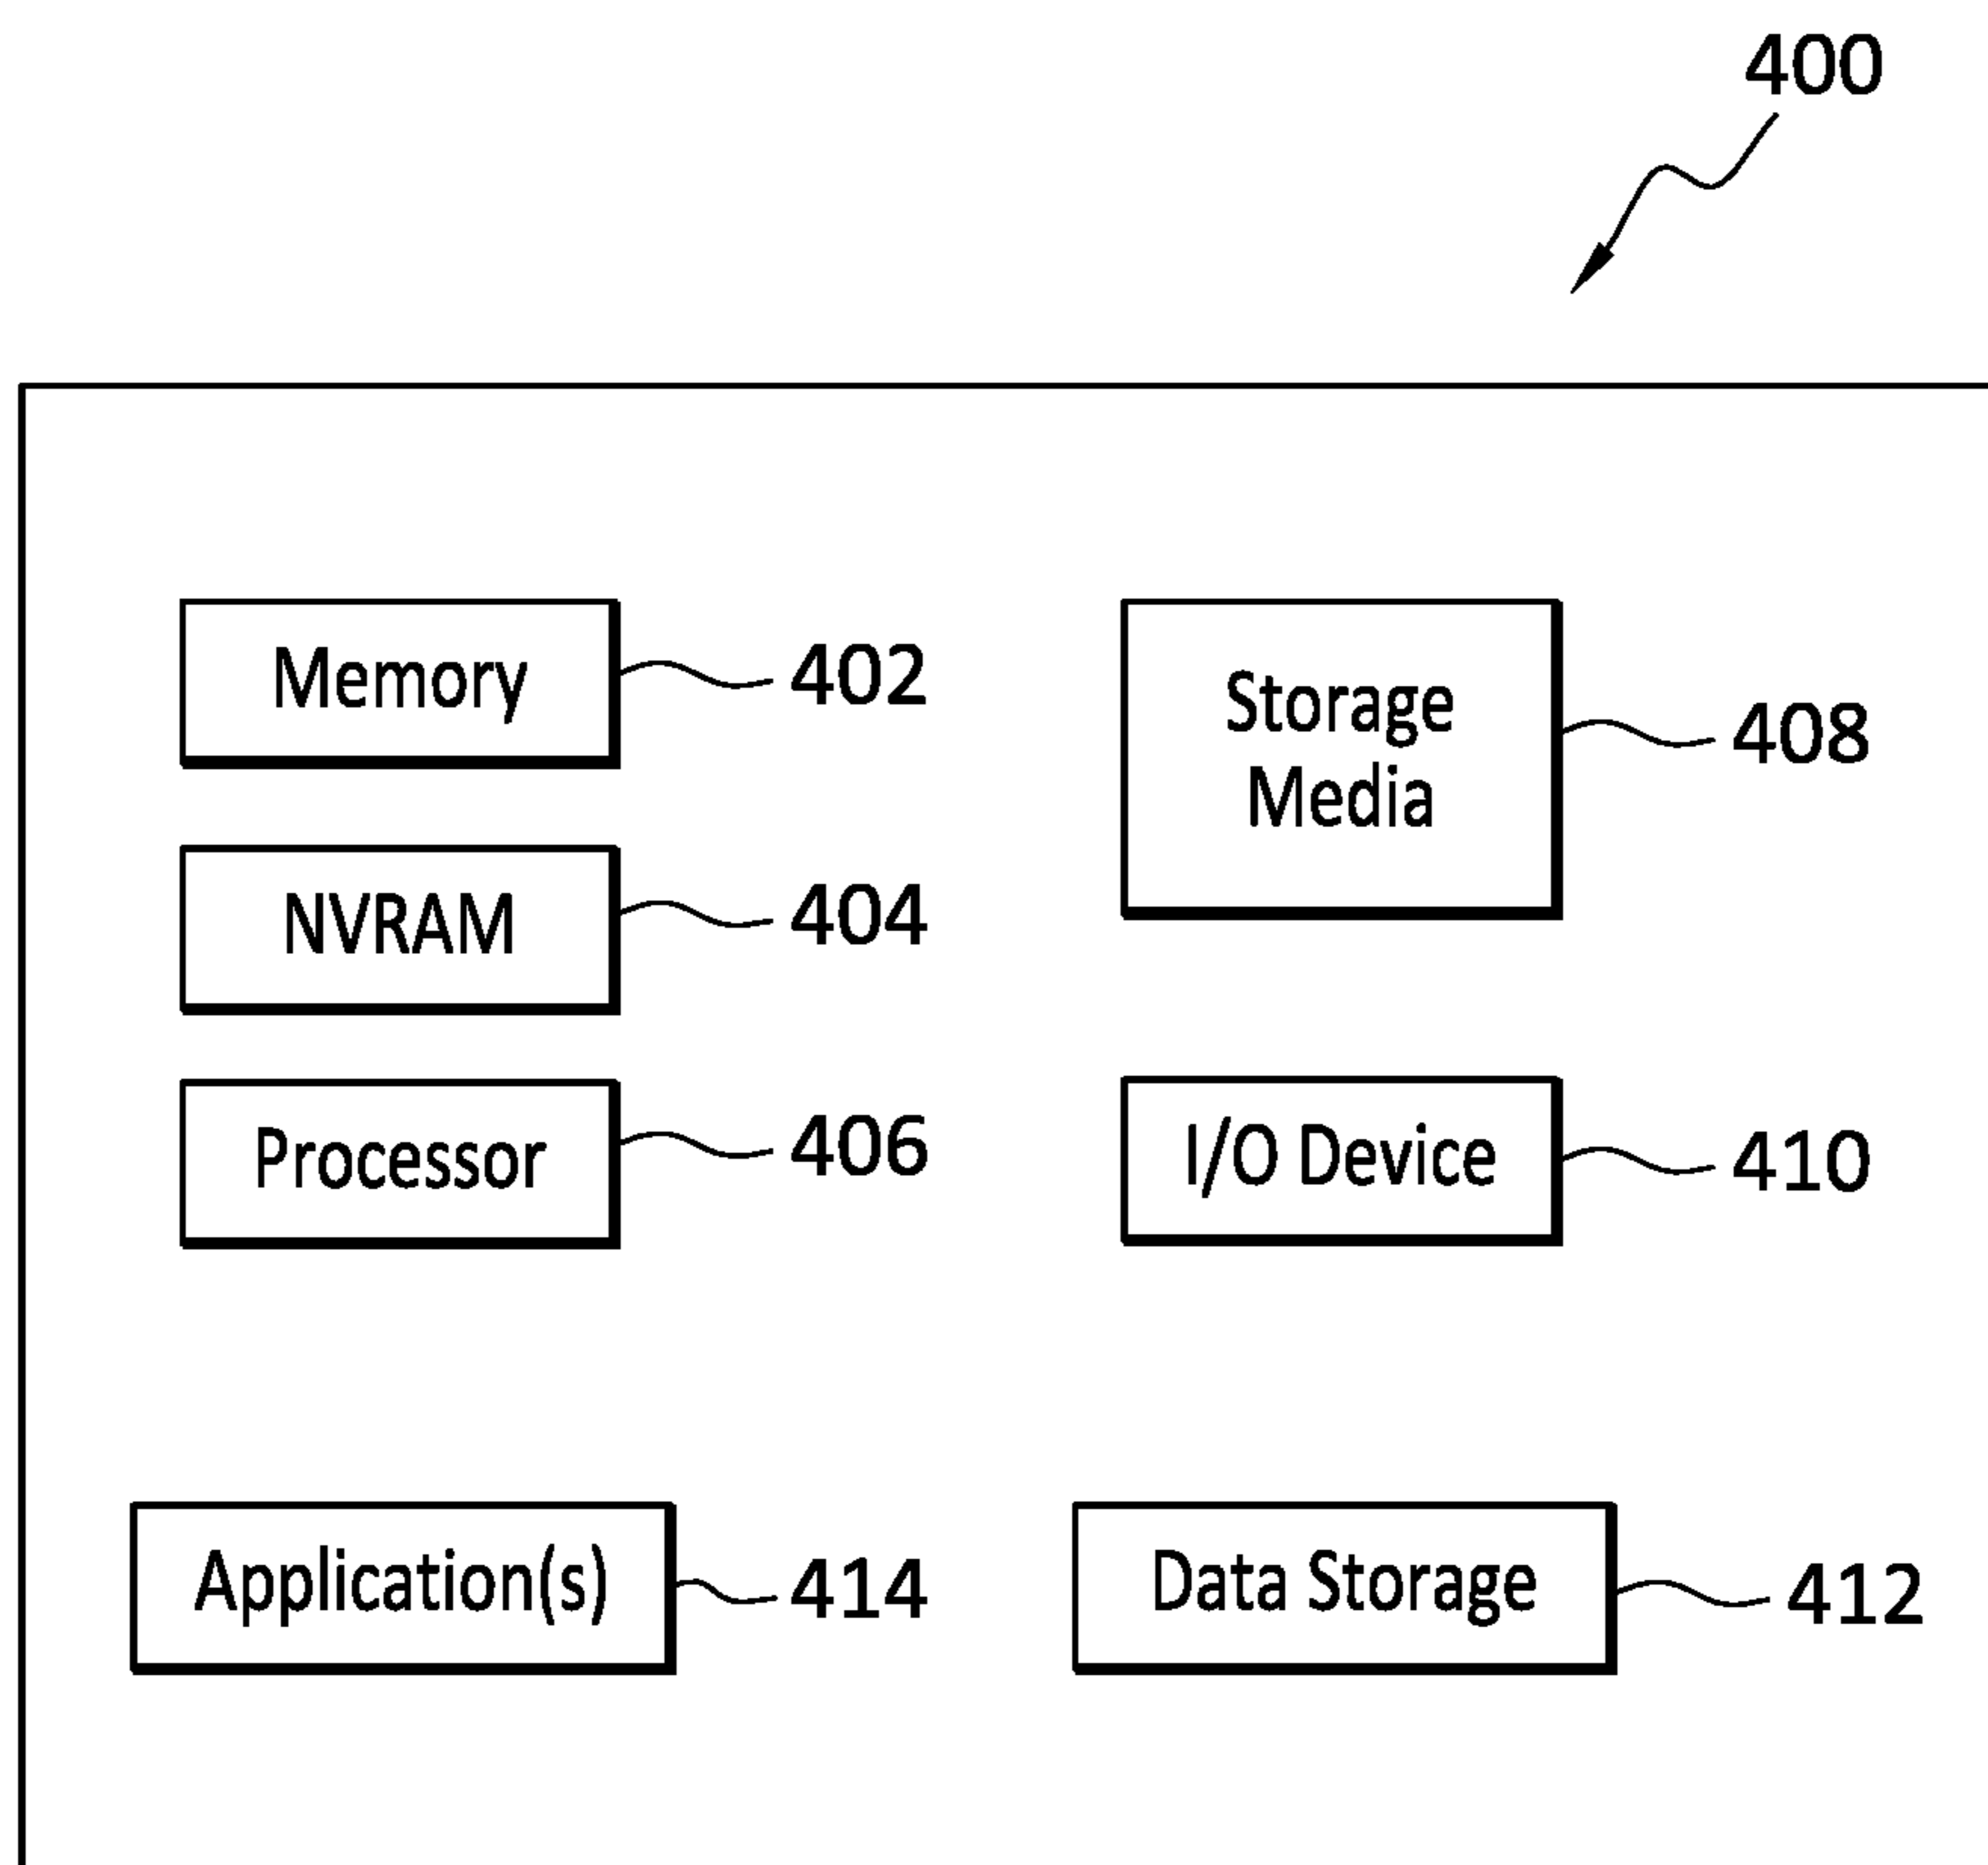 400
Memory
402
Storage
Media
408
NVRAM
404
Processor
406
I/O Device
410
Application(s)
414
Data Storage
412